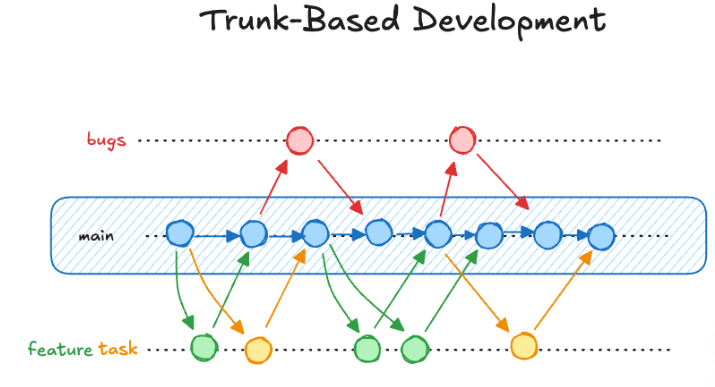 Trunk-Based Development
bugs
main
feature task